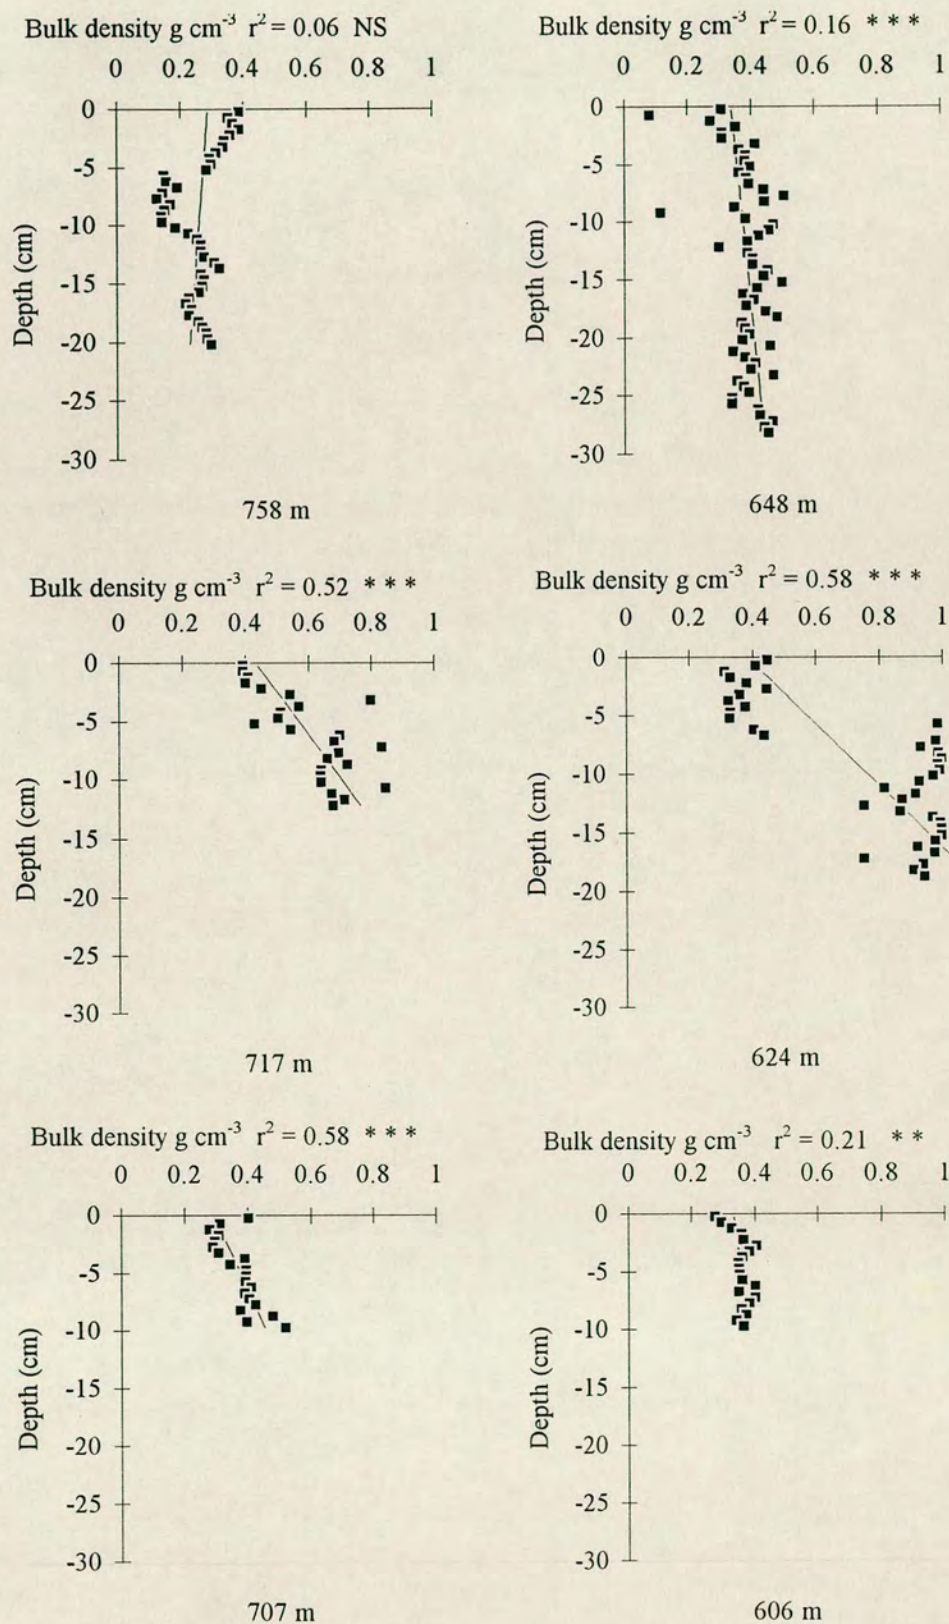 Bulk density g cm⁻³ r² = 0.06 NS
0 0.2 0.4 0.6 0.8 1
0
-5
-10
-15
-20
-25
-30
Depth (cm)
758 m
Bulk density g cm⁻³ r² = 0.16 * * *
0 0.2 0.4 0.6 0.8 1
0
-5
-10
-15
-20
-25
-30
Depth (cm)
648 m
Bulk density g cm⁻³ r² = 0.52 * * *
0 0.2 0.4 0.6 0.8 1
0
-5
-10
-15
-20
-25
-30
Depth (cm)
717 m
Bulk density g cm⁻³ r² = 0.58 * * *
0 0.2 0.4 0.6 0.8 1
0
-5
-10
-15
-20
-25
-30
Depth (cm)
624 m
Bulk density g cm⁻³ r² = 0.58 * * *
0 0.2 0.4 0.6 0.8 1
0
-5
-10
-15
-20
-25
-30
Depth (cm)
707 m
Bulk density g cm⁻³ r² = 0.21 * *
0 0.2 0.4 0.6 0.8 1
0
-5
-10
-15
-20
-25
-30
Depth (cm)
606 m